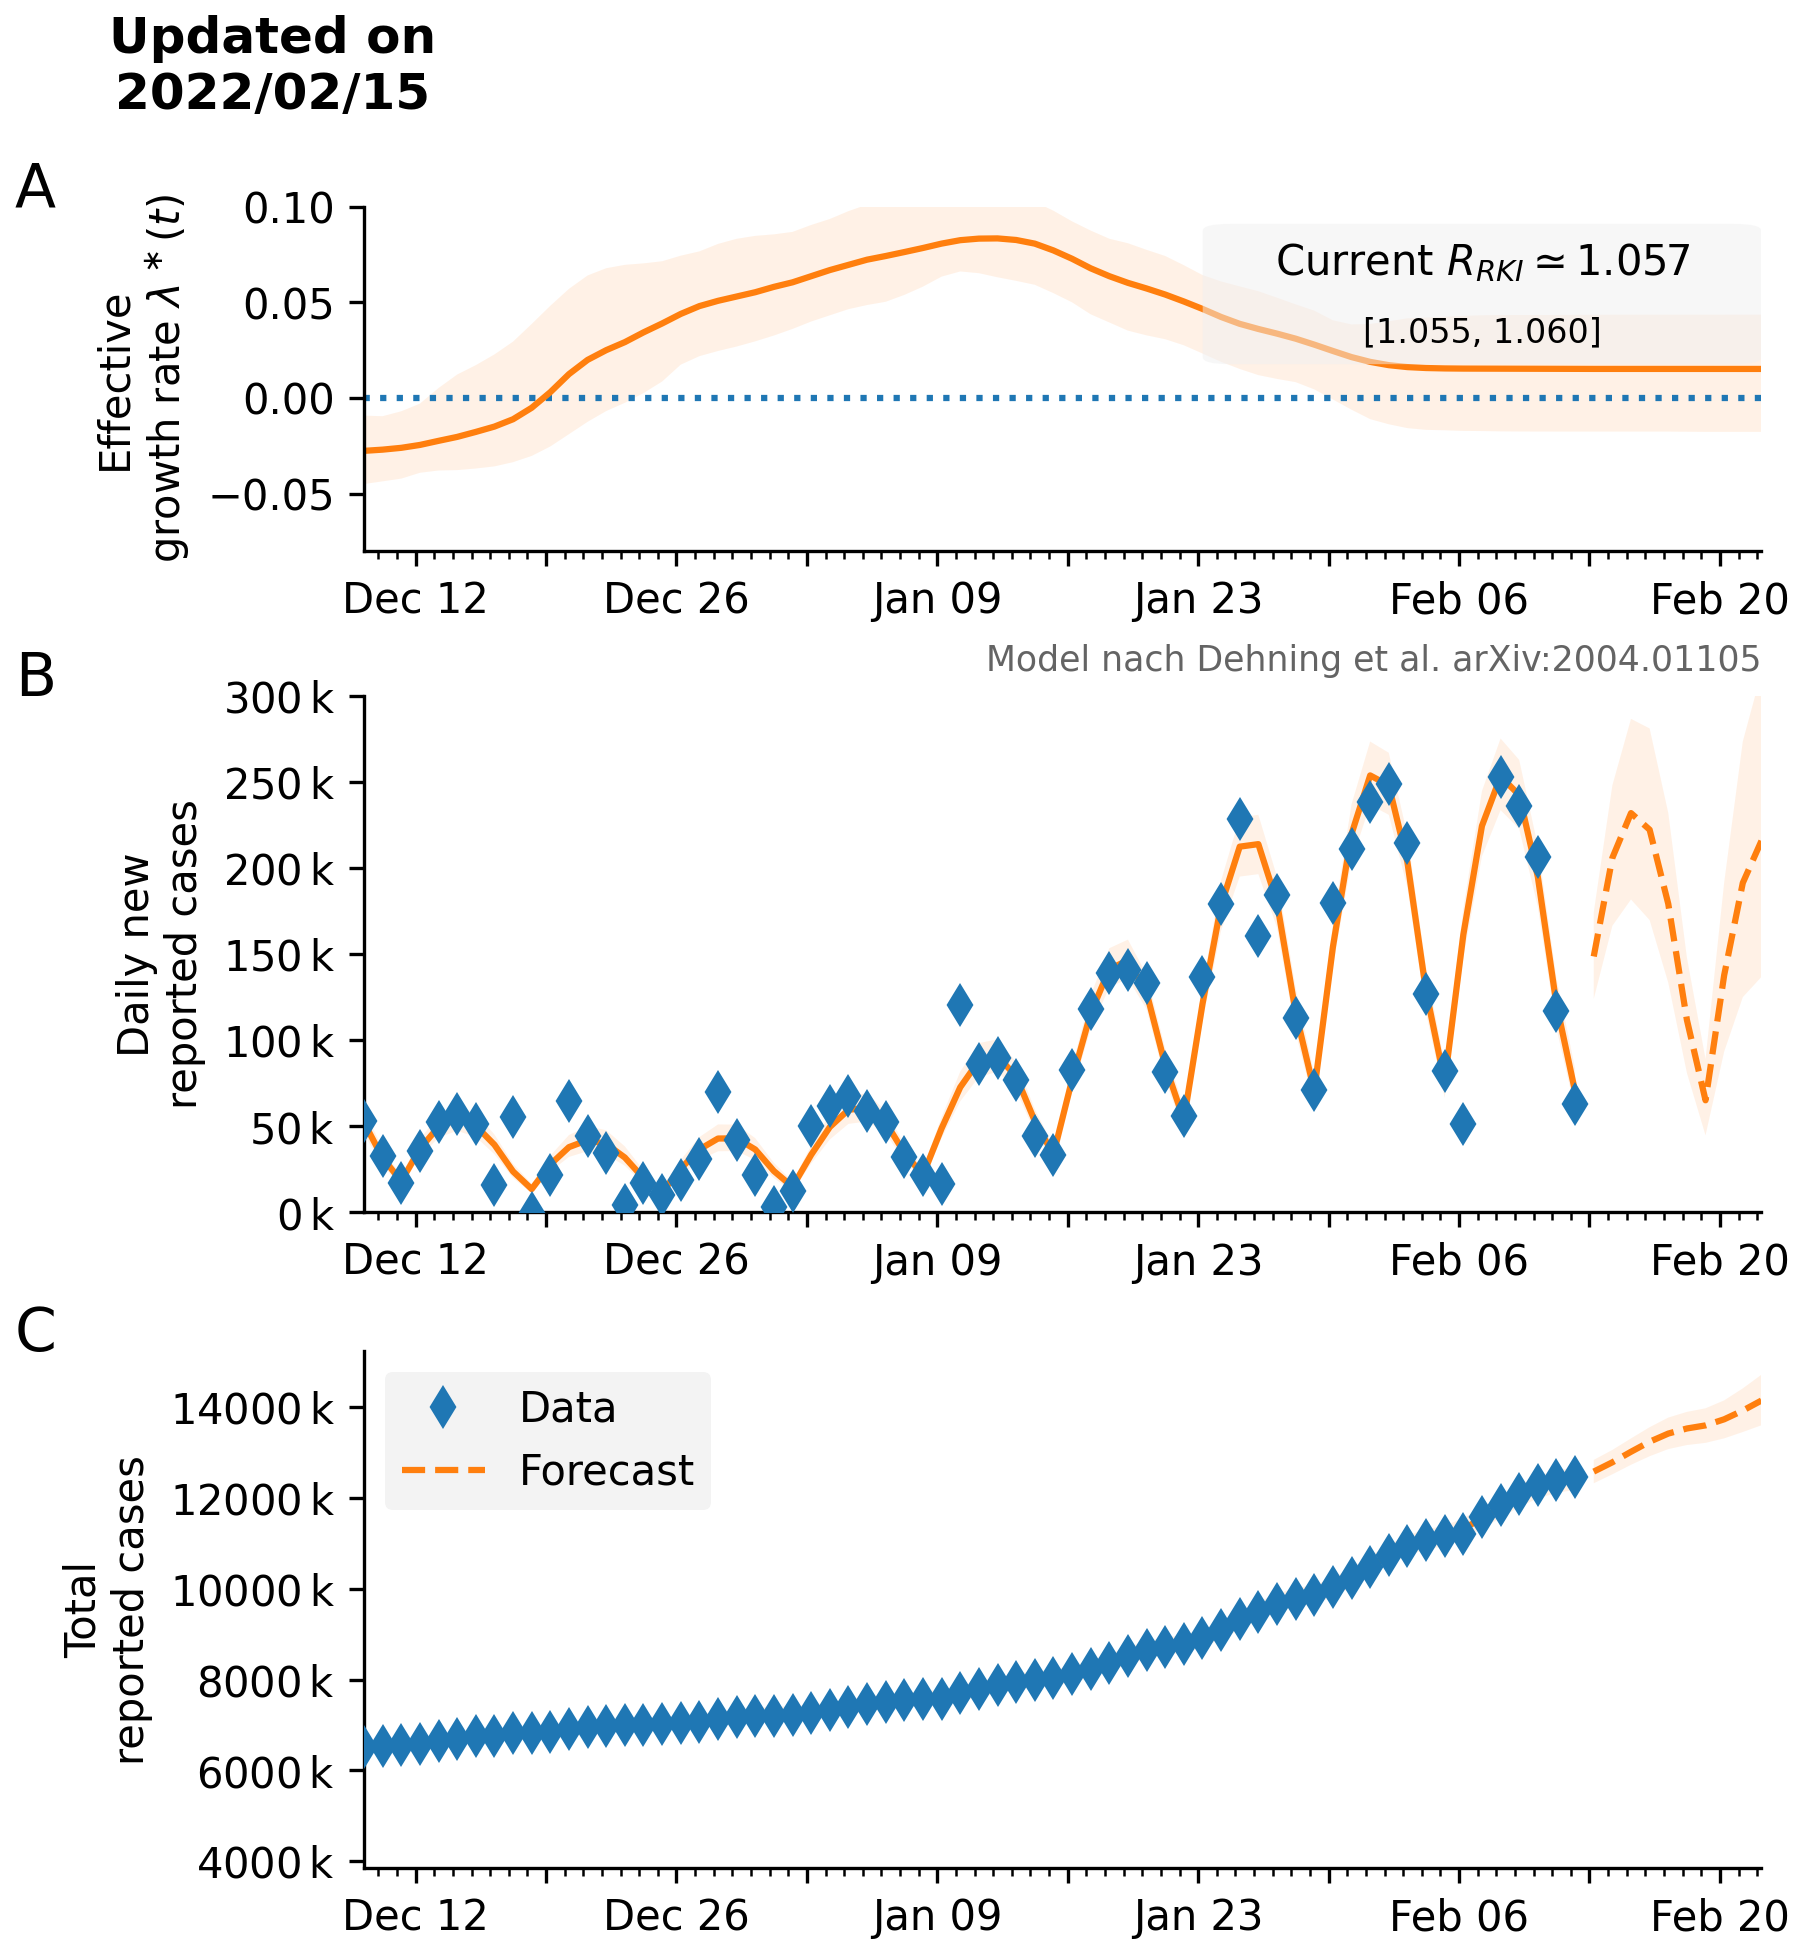 Updated on
2022/02/15
A
Effective
growth rate λ * (t)
0.10
0.05
0.00
−0.05
Current R_RKI ≃ 1.057
[1.055, 1.060]
Dec 12 Dec 26 Jan 09 Jan 23 Feb 06 Feb 20
Model nach Dehning et al. arXiv:2004.01105
B
Daily new
reported cases
300 k
250 k
200 k
150 k
100 k
50 k
0 k
Dec 12 Dec 26 Jan 09 Jan 23 Feb 06 Feb 20
C
Total
reported cases
14000 k
12000 k
10000 k
8000 k
6000 k
4000 k
Data
Forecast
Dec 12 Dec 26 Jan 09 Jan 23 Feb 06 Feb 20